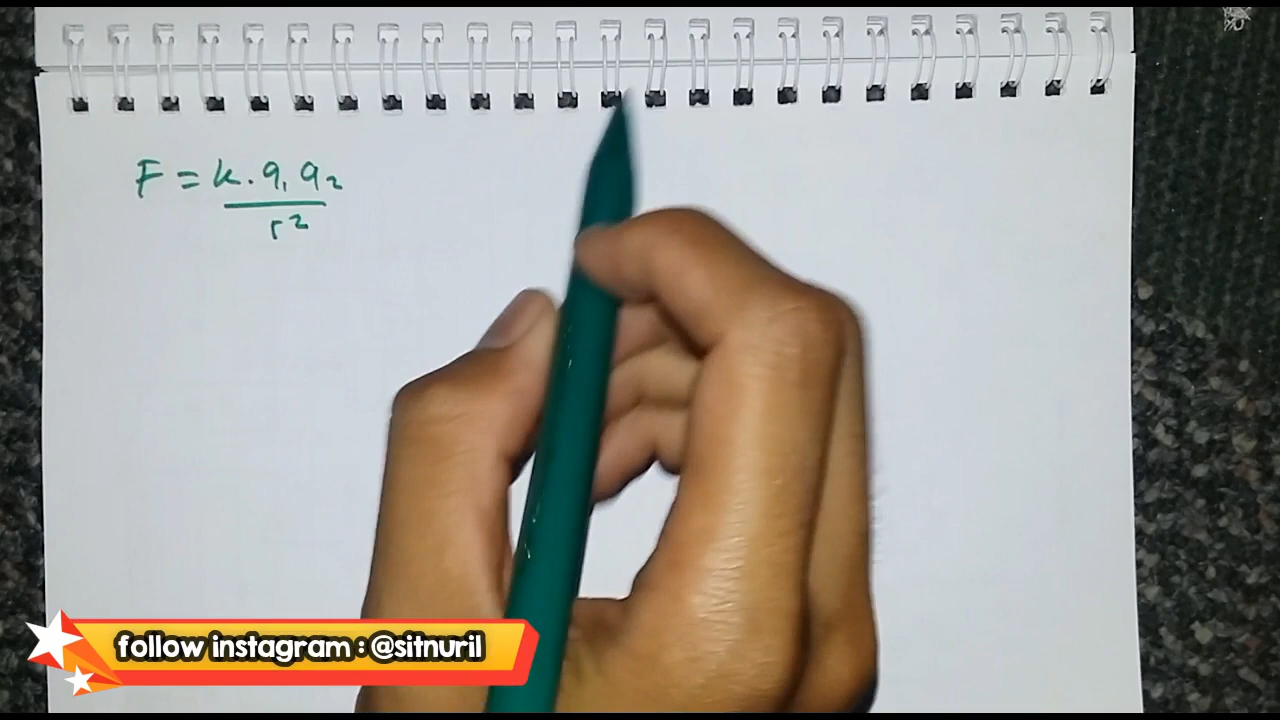 F = k . q₁ q₂
r²
follow instagram : @sitnuril